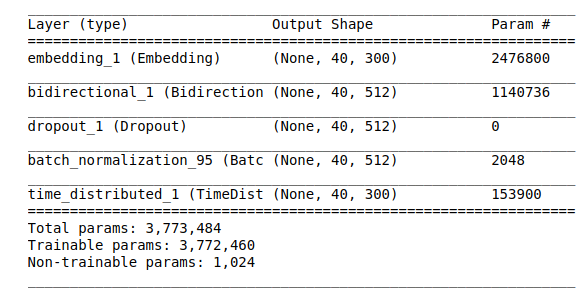 Layer (type) Output Shape Param #
=================================================================
embedding_1 (Embedding) (None, 40, 300) 2476800
bidirectional_1 (Bidirection (None, 40, 512) 1140736
dropout_1 (Dropout) (None, 40, 512) 0
batch_normalization_95 (Batc (None, 40, 512) 2048
time_distributed_1 (TimeDist (None, 40, 300) 153900
=================================================================
Total params: 3,773,484
Trainable params: 3,772,460
Non-trainable params: 1,024